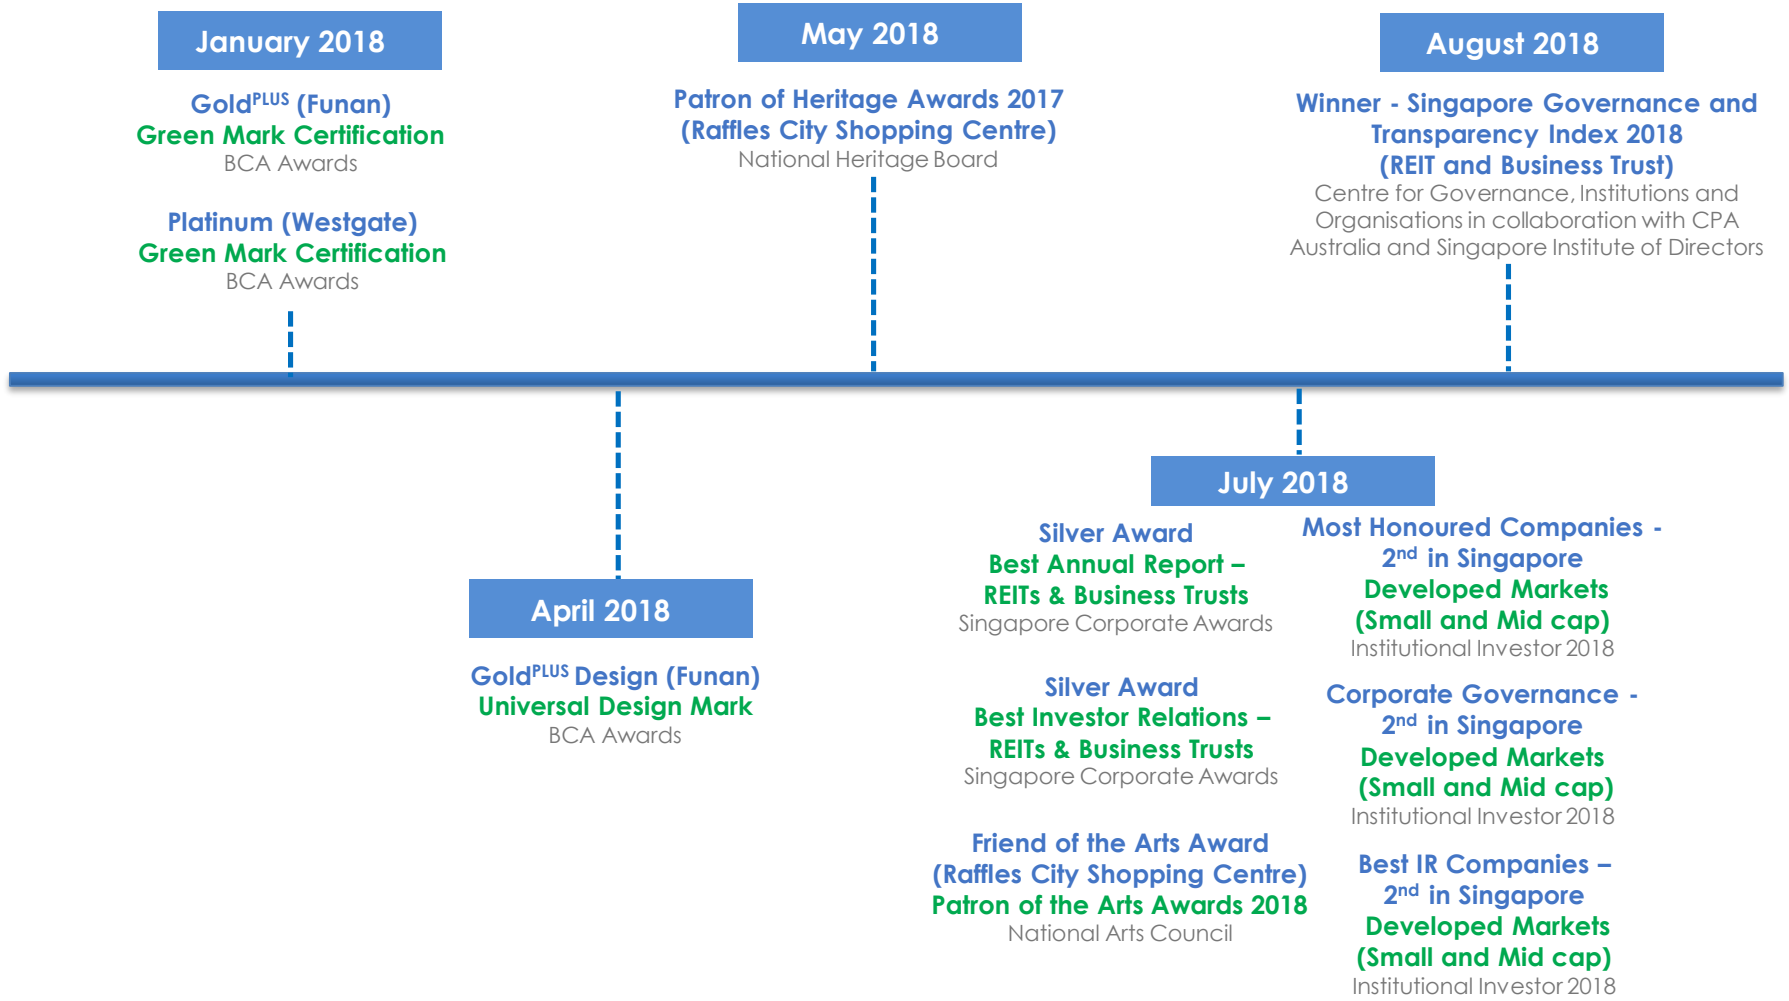 January 2018
Gold^PLUS (Funan)
Green Mark Certification
BCA Awards
Platinum (Westgate)
Green Mark Certification
BCA Awards
May 2018
Patron of Heritage Awards 2017
(Raffles City Shopping Centre)
National Heritage Board
August 2018
Winner - Singapore Governance and
Transparency Index 2018
(REIT and Business Trust)
Centre for Governance, Institutions and
Organisations in collaboration with CPA
Australia and Singapore Institute of Directors
April 2018
Gold^PLUS Design (Funan)
Universal Design Mark
BCA Awards
July 2018
Silver Award
Best Annual Report –
REITs & Business Trusts
Singapore Corporate Awards
Silver Award
Best Investor Relations –
REITs & Business Trusts
Singapore Corporate Awards
Friend of the Arts Award
(Raffles City Shopping Centre)
Patron of the Arts Awards 2018
National Arts Council
Most Honoured Companies -
2nd in Singapore
Developed Markets
(Small and Mid cap)
Institutional Investor 2018
Corporate Governance -
2nd in Singapore
Developed Markets
(Small and Mid cap)
Institutional Investor 2018
Best IR Companies –
2nd in Singapore
Developed Markets
(Small and Mid cap)
Institutional Investor 2018